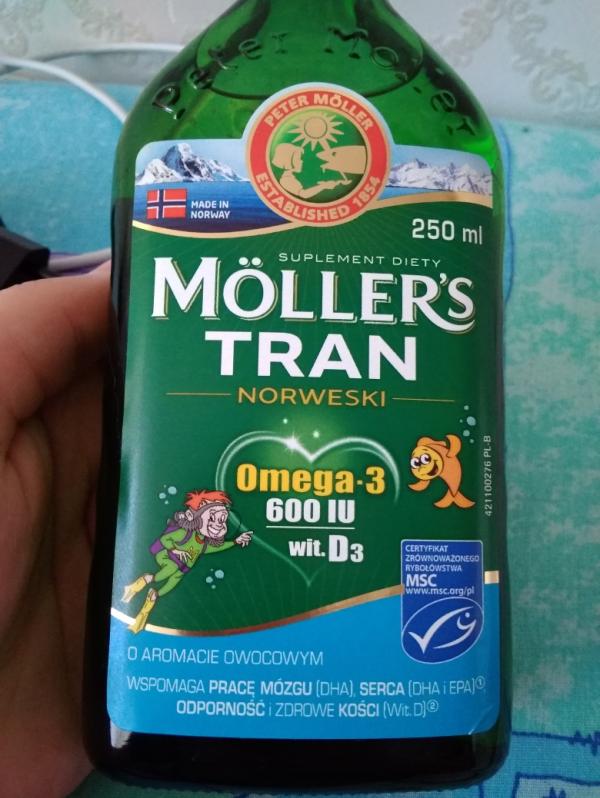 Peter Möller
PETER MÖLLER
ESTABLISHED 1854
MADE IN
NORWAY
250 ml
SUPLEMENT DIETY
MÖLLER'S
TRAN
NORWESKI
Omega-3
600 IU
wit. D3
421100276 PL-B
CERTYFIKAT
ZRÓWNOWAŻONEGO
RYBOŁÓWSTWA
MSC
www.msc.org/pl
O AROMACIE OWOCOWYM
WSPOMAGA PRACĘ MÓZGU (DHA), SERCA (DHA i EPA)①,
ODPORNOŚĆ i ZDROWE KOŚCI (Wit. D)②